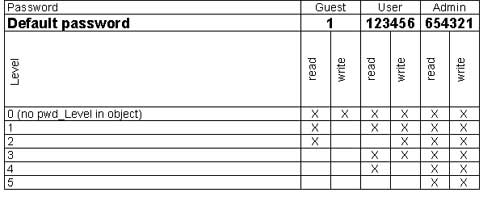 Password Guest User Admin
Default password 1 123456 654321
Level read write read write read write
0 (no pwd_Level in object) X X X X X X
1 X X X X X
2 X X X X
3 X X X X
4 X X X
5 X X